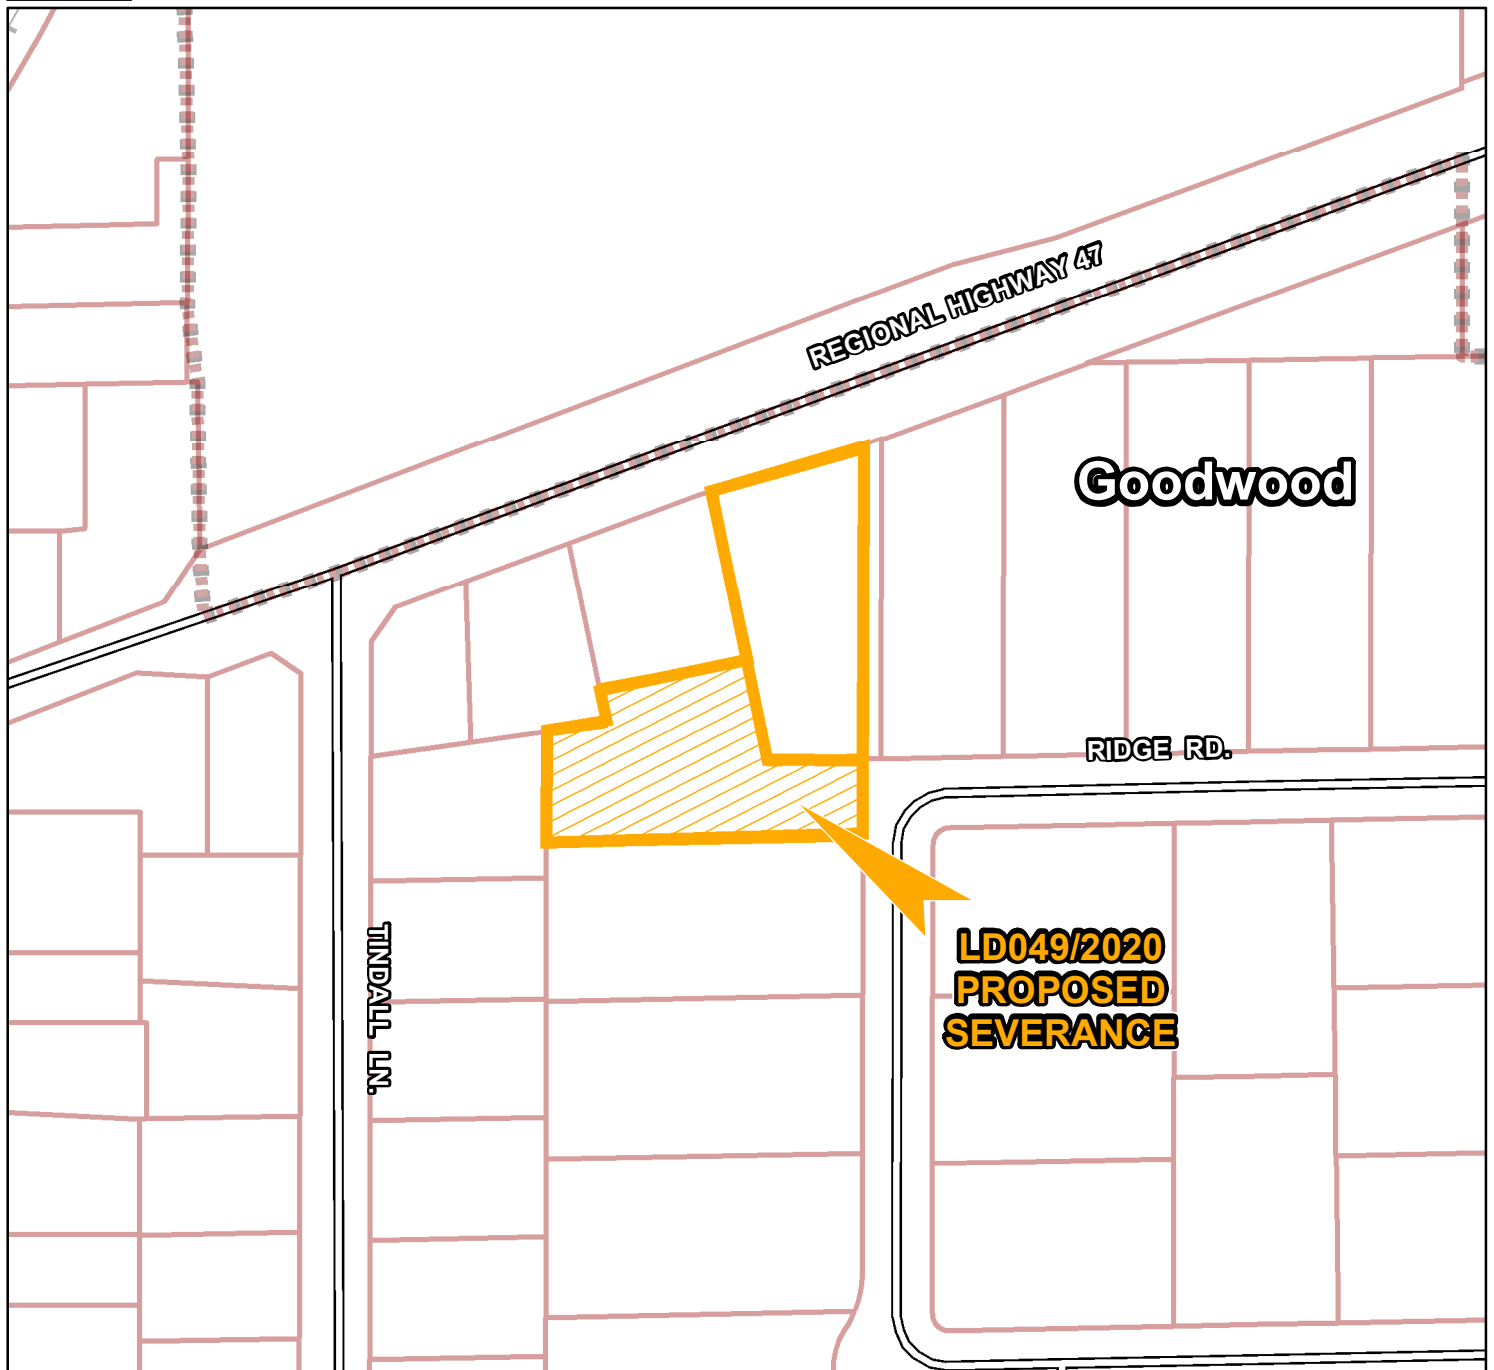 REGIONAL HIGHWAY 47
Goodwood
RIDGE RD.
TINDALL LN.
LD049/2020
PROPOSED
SEVERANCE